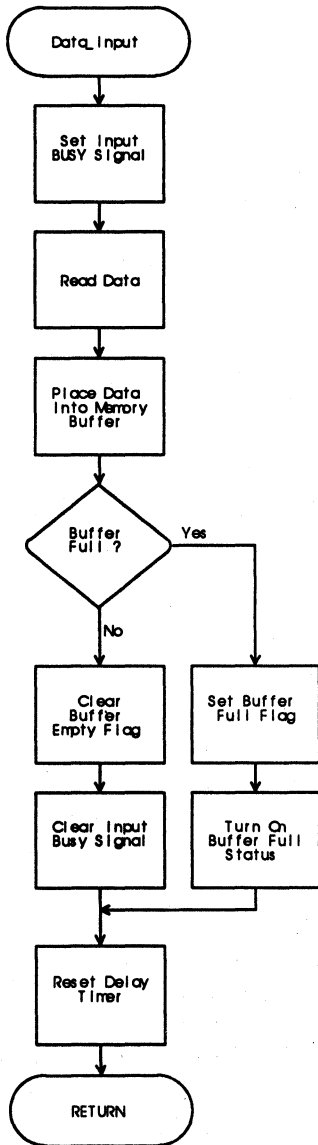 Data_Input
Set Input
BUSY Signal
Read Data
Place Data
Into Memory
Buffer
Buffer
Full ?
Yes
No
Clear
Buffer
Empty Flag
Set Buffer
Full Flag
Clear Input
Busy Signal
Turn On
Buffer Full
Status
Reset Delay
Timer
RETURN